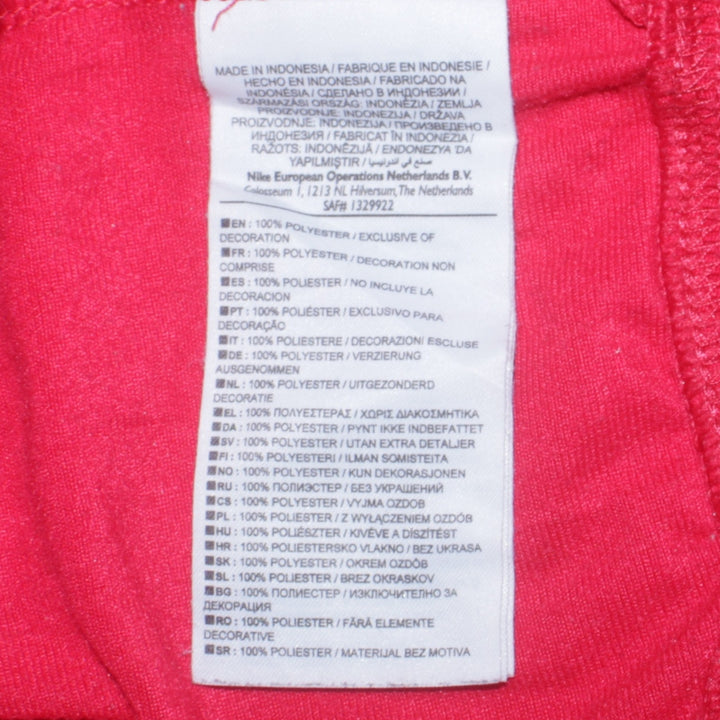 MADE IN INDONESIA / FABRIQUE EN INDONESIE /
HECHO EN INDONESIA / FABRICADO NA
INDONÉSIA / СДЕЛАНО В ИНДОНЕЗИИ /
SZÁRMAZÁSI ORSZÁG: INDONÉZIA / ZEMLJA
PROIZVODNJE: INDONEZIJA / DRŽAVA
PROIZVODNJE: INDONEZIJA / ПРОИЗВЕДЕНО В
ИНДОНЕЗИЯ / FABRICAT ÎN INDONEZIA /
RAŽOTS: INDONĒZIJĀ / ENDONEZYA 'DA
YAPILMIŞTIR / صنع في اندونيسيا
Nike European Operations Netherlands B.V.
Colosseum 1, 1213 NL Hilversum, The Netherlands
SAF# 1329922
EN : 100% POLYESTER / EXCLUSIVE OF
DECORATION
FR : 100% POLYESTER / DECORATION NON
COMPRISE
ES : 100% POLIESTER / NO INCLUYE LA
DECORACION
PT : 100% POLIÉSTER / EXCLUSIVO PARA
DECORAÇÃO
IT : 100% POLIESTERE / DECORAZIONI ESCLUSE
DE : 100% POLYESTER / VERZIERUNG
AUSGENOMMEN
NL : 100% POLYESTER / UITGEZONDERD
DECORATIE
EL : 100% ΠΟΛΥΕΣΤΕΡΑΣ / ΧΩΡΙΣ ΔΙΑΚΟΣΜΗΤΙΚΑ
DA : 100% POLYESTER / PYNT IKKE INDBEFATTET
SV : 100% POLYESTER / UTAN EXTRA DETALJER
FI : 100% POLYESTERI / ILMAN SOMISTEITA
NO : 100% POLYESTER / KUN DEKORASJONEN
RU : 100% ПОЛИЭСТЕР / БЕЗ УКРАШЕНИЙ
CS : 100% POLYESTER / VYJMA OZDOB
PL : 100% POLIESTER / Z WYŁĄCZENIEM OZDÓB
HU : 100% POLIÉSZTER / KIVÉVE A DÍSZÍTÉST
HR : 100% POLIESTERSKO VLAKNO / BEZ UKRASA
SK : 100% POLYESTER / OKREM OZDÔB
SL : 100% POLIESTER / BREZ OKRASKOV
BG : 100% ПОЛИЕСТЕР / ИЗКЛЮЧИТЕЛНО ЗА
ДЕКОРАЦИЯ
RO : 100% POLIESTER / FĂRĂ ELEMENTE
DECORATIVE
SR : 100% POLIESTER / MATERIJAL BEZ MOTIVA